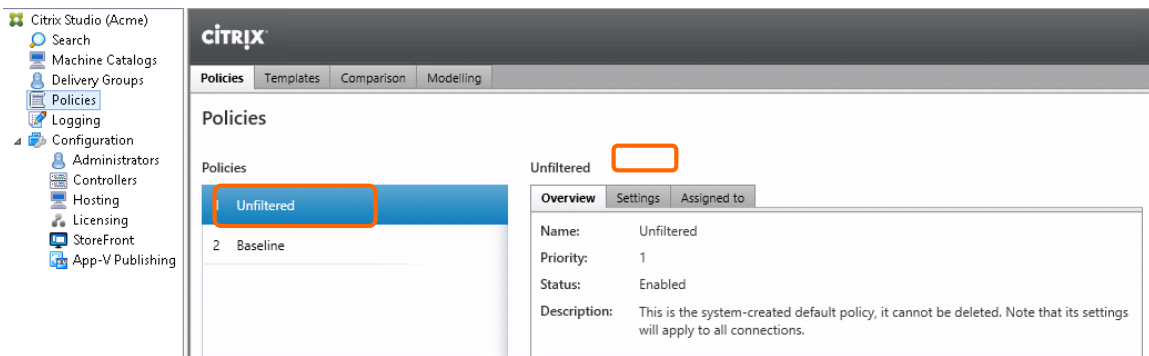 Citrix Studio (Acme)
Search
Machine Catalogs
Delivery Groups
Policies
Logging
Configuration
Administrators
Controllers
Hosting
Licensing
StoreFront
App-V Publishing
CITRIX
Policies Templates Comparison Modelling
Policies
Policies
1 Unfiltered
2 Baseline
Unfiltered
Overview Settings Assigned to
Name: Unfiltered
Priority: 1
Status: Enabled
Description: This is the system-created default policy, it cannot be deleted. Note that its settings
will apply to all connections.